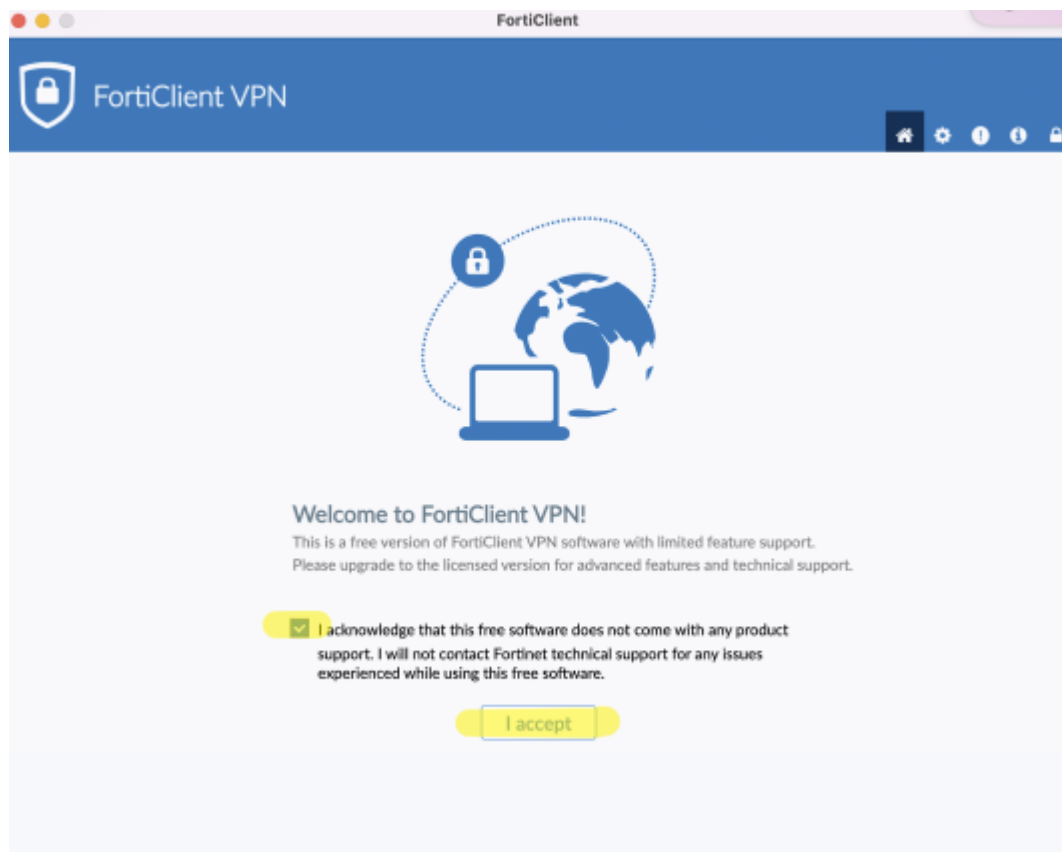 FortiClient
FortiClient VPN
Welcome to FortiClient VPN!
This is a free version of FortiClient VPN software with limited feature support.
Please upgrade to the licensed version for advanced features and technical support.
I acknowledge that this free software does not come with any product
support. I will not contact Fortinet technical support for any issues
experienced while using this free software.
I accept